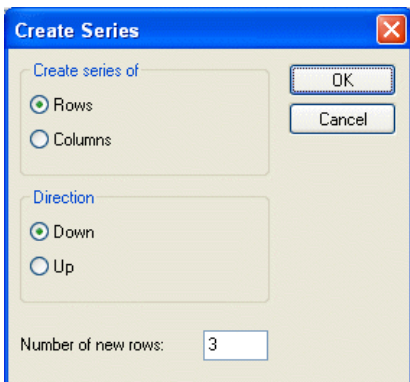 Create Series
Create series of
Rows
Columns
OK
Cancel
Direction
Down
Up
Number of new rows: 3